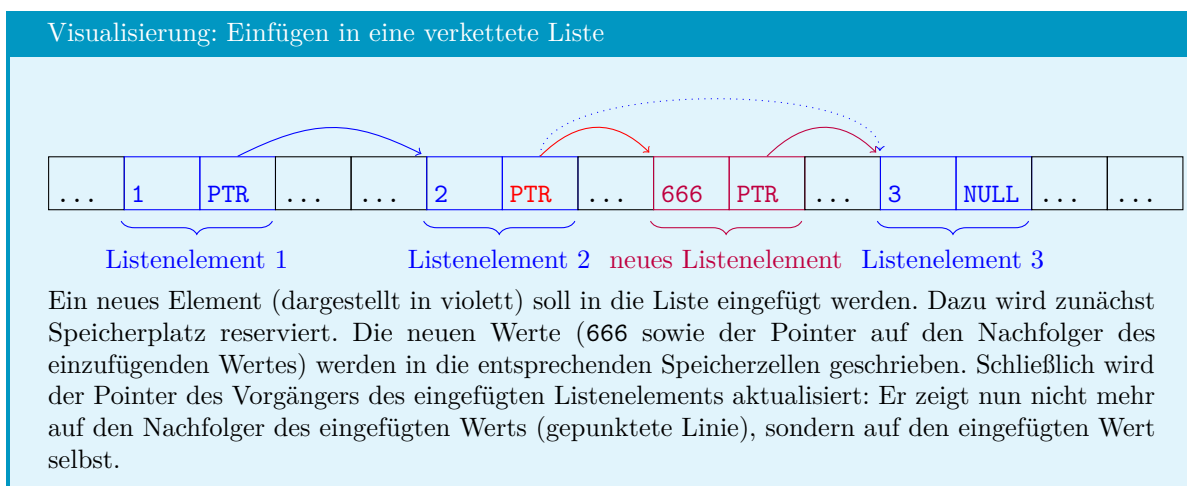 Visualisierung: Einfügen in eine verkettete Liste
... 1 PTR ... ... 2 PTR ... 666 PTR ... 3 NULL ... ...
Listenelement 1 Listenelement 2 neues Listenelement Listenelement 3
Ein neues Element (dargestellt in violett) soll in die Liste eingefügt werden. Dazu wird zunächst
Speicherplatz reserviert. Die neuen Werte (666 sowie der Pointer auf den Nachfolger des
einzufügenden Wertes) werden in die entsprechenden Speicherzellen geschrieben. Schließlich wird
der Pointer des Vorgängers des eingefügten Listenelements aktualisiert: Er zeigt nun nicht mehr
auf den Nachfolger des eingefügten Werts (gepunktete Linie), sondern auf den eingefügten Wert
selbst.